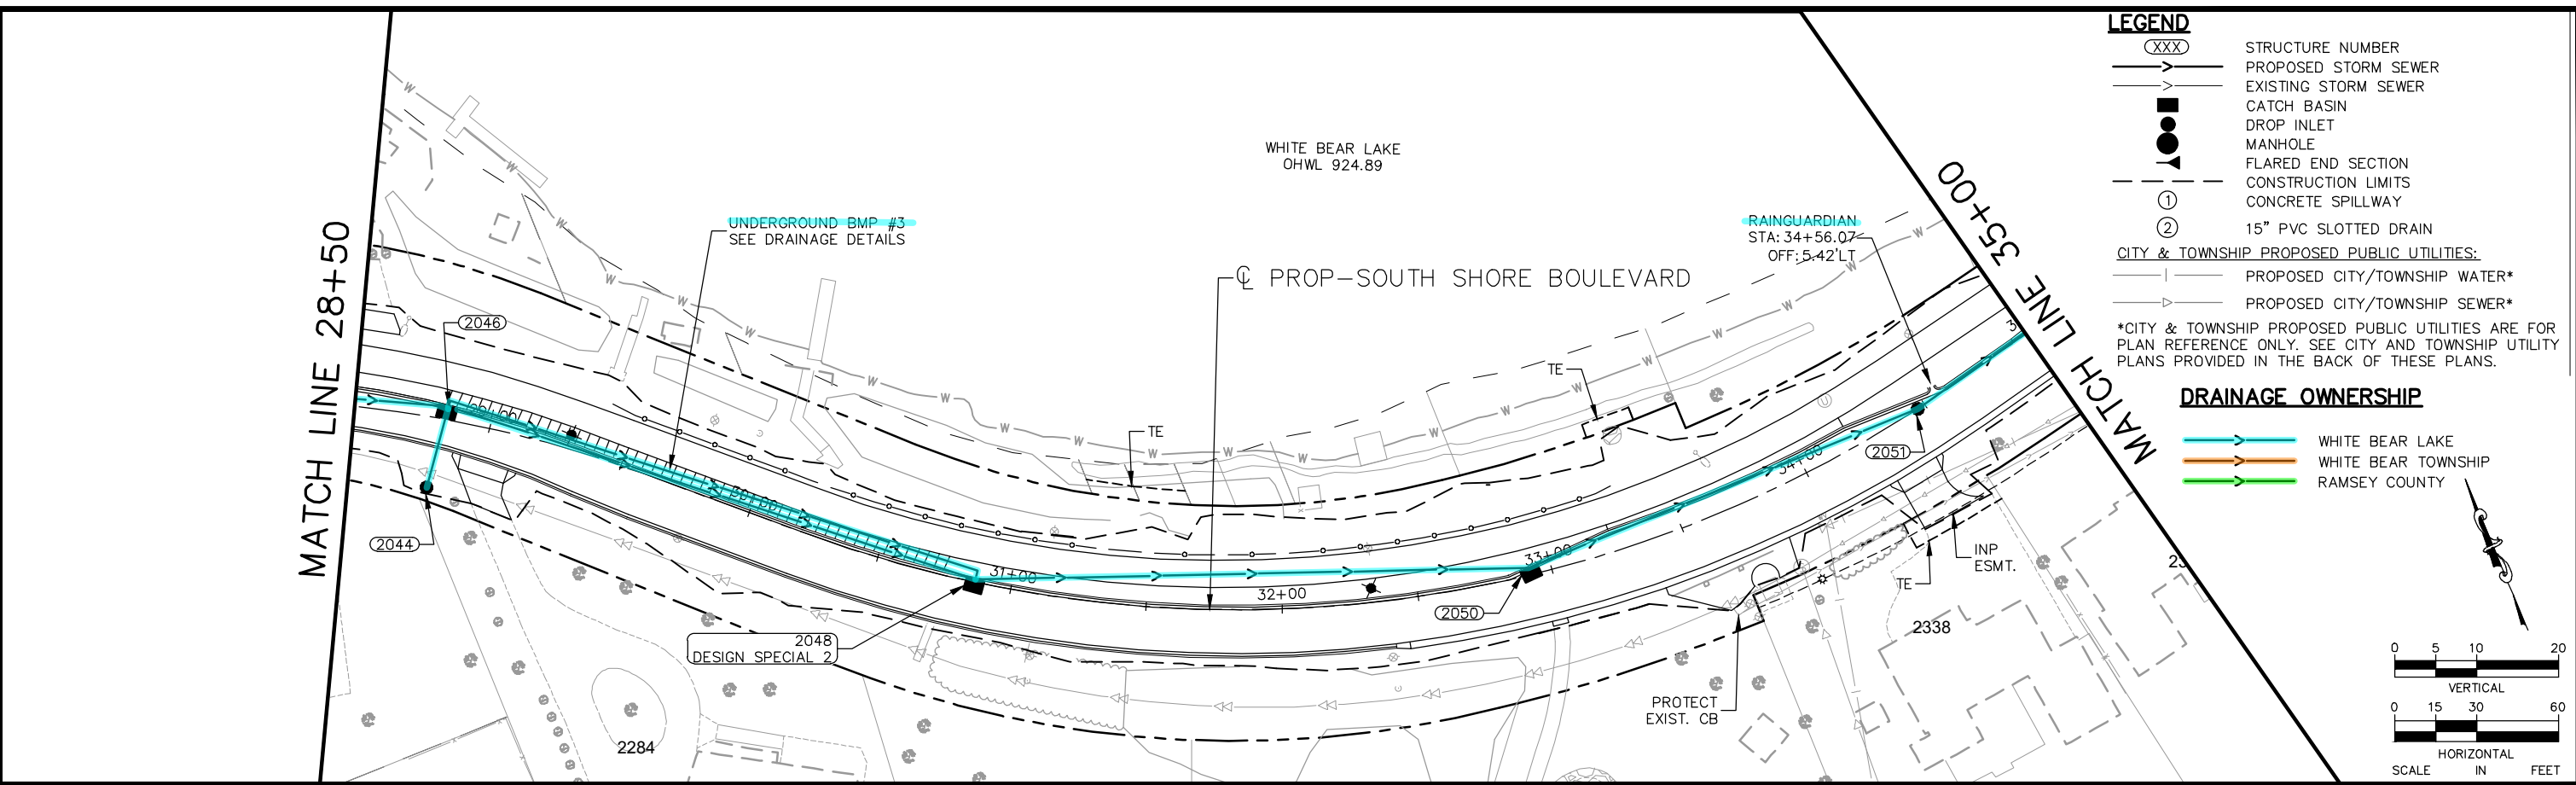 MATCH LINE 28+50
2046
2044
UNDERGROUND BMP #3
SEE DRAINAGE DETAILS
WHITE BEAR LAKE
OHWL 924.89
℄ PROP-SOUTH SHORE BOULEVARD
RAINGUARDIAN
STA: 34+56.07
OFF: 5.42'LT
TE
TE
30+00
31+00
32+00
33+00
34+00
2048
DESIGN SPECIAL 2
2050
2051
INP
ESMT.
TE
PROTECT
EXIST. CB
2284
2338
23
MATCH LINE 35+00
W W W W W W W W W W W W W W W W
LEGEND
XXX STRUCTURE NUMBER
PROPOSED STORM SEWER
EXISTING STORM SEWER
CATCH BASIN
DROP INLET
MANHOLE
FLARED END SECTION
CONSTRUCTION LIMITS
1 CONCRETE SPILLWAY
2 15" PVC SLOTTED DRAIN
CITY & TOWNSHIP PROPOSED PUBLIC UTILITIES:
PROPOSED CITY/TOWNSHIP WATER*
PROPOSED CITY/TOWNSHIP SEWER*
*CITY & TOWNSHIP PROPOSED PUBLIC UTILITIES ARE FOR
PLAN REFERENCE ONLY. SEE CITY AND TOWNSHIP UTILITY
PLANS PROVIDED IN THE BACK OF THESE PLANS.
DRAINAGE OWNERSHIP
WHITE BEAR LAKE
WHITE BEAR TOWNSHIP
RAMSEY COUNTY
0 5 10 20
VERTICAL
0 15 30 60
HORIZONTAL
SCALE IN FEET